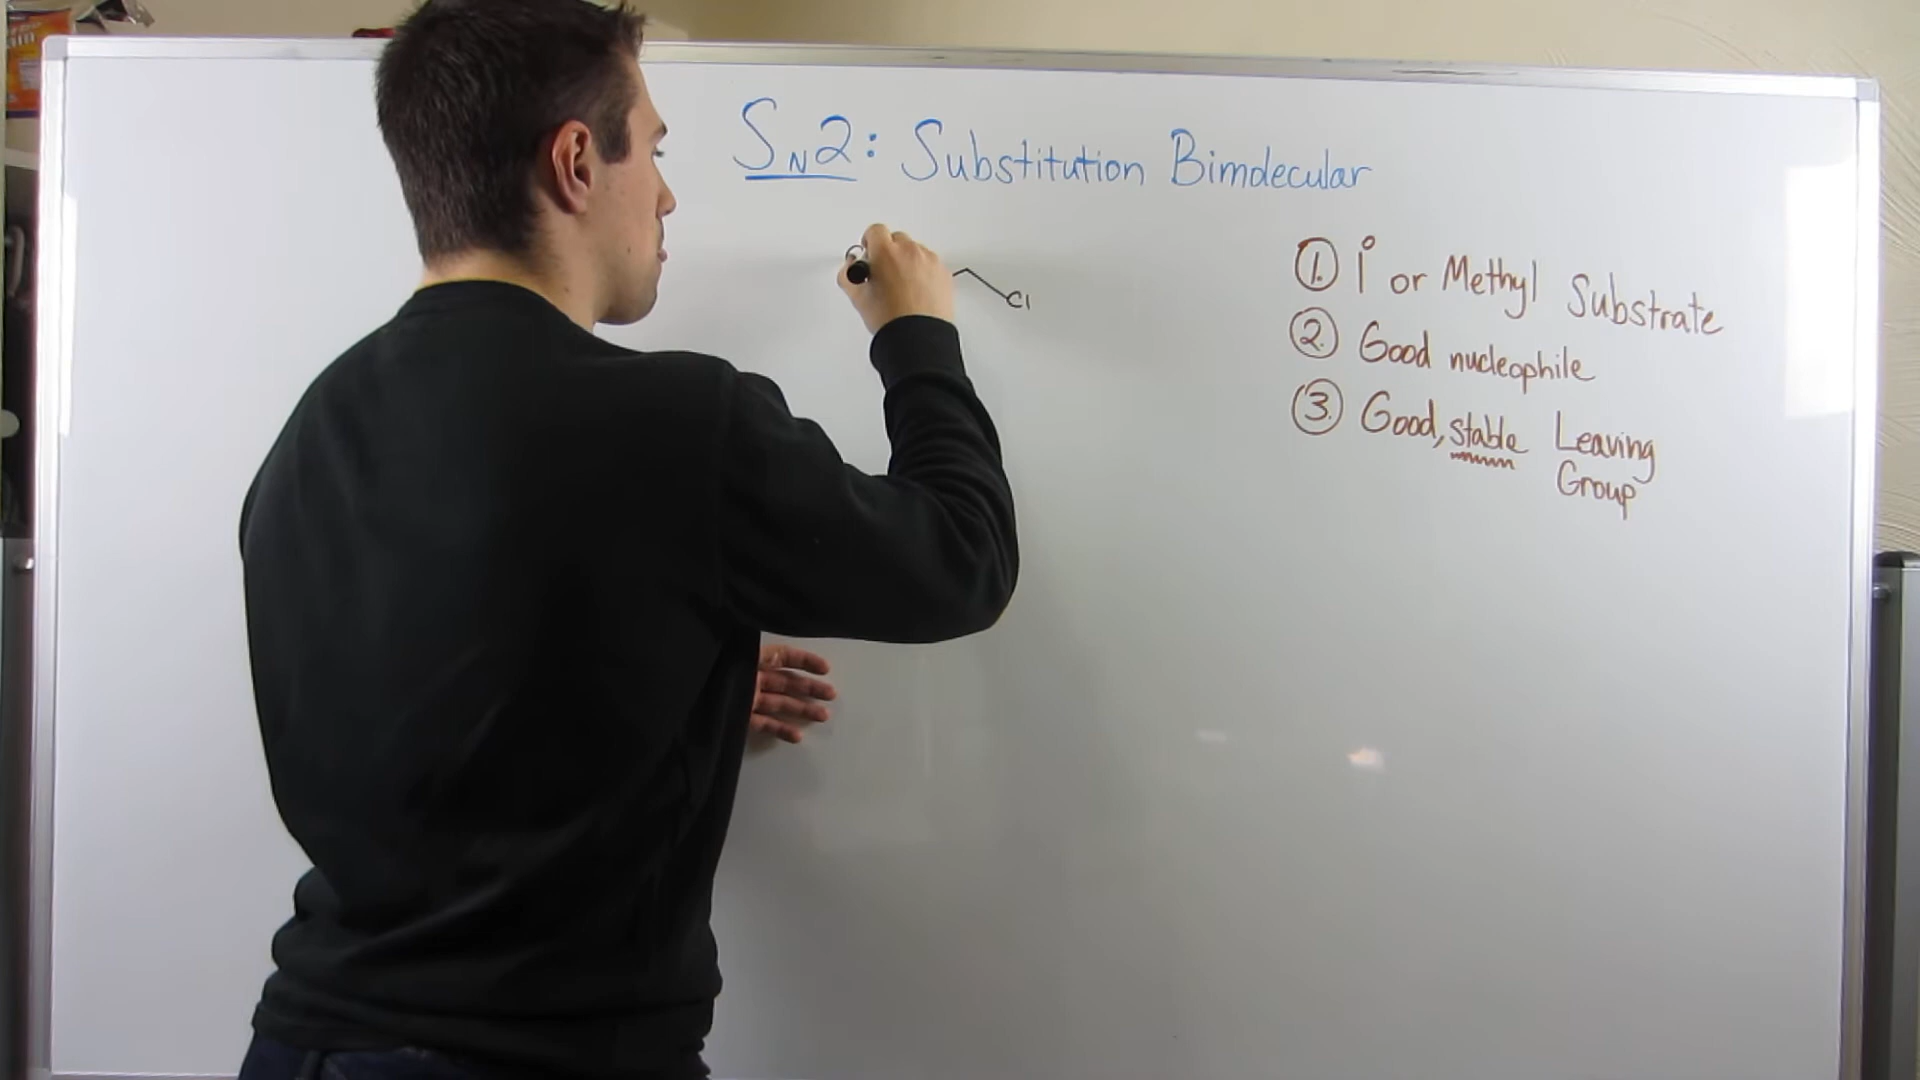 SN2: Substitution Bimolecular
1. 1° or Methyl Substrate
2. Good nucleophile
3. Good, stable Leaving
Group
Cl